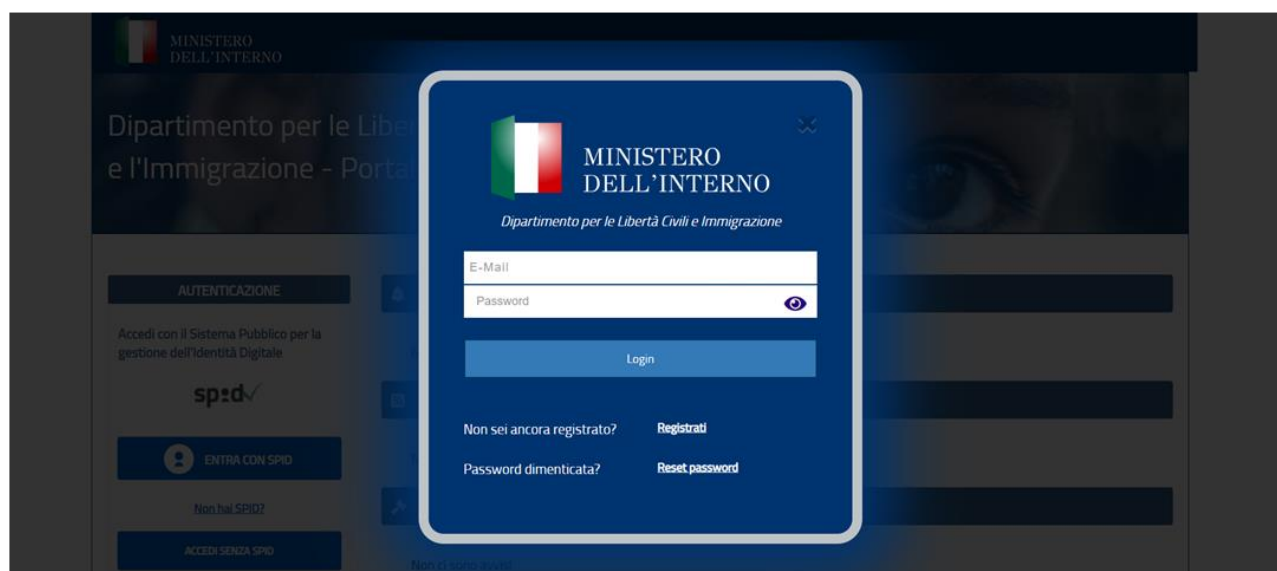 MINISTERO
DELL'INTERNO
Dipartimento per le Liber
e l'Immigrazione - Portal
MINISTERO
DELL'INTERNO
Dipartimento per le Libertà Civili e Immigrazione
E-Mail
Password
Login
Non sei ancora registrato? Registrati
Password dimenticata? Reset password
AUTENTICAZIONE
Accedi con il Sistema Pubblico per la
gestione dell'Identità Digitale
sp:d
ENTRA CON SPID
Non hai SPID?
ACCEDI SENZA SPID
Non ci sono avvisi